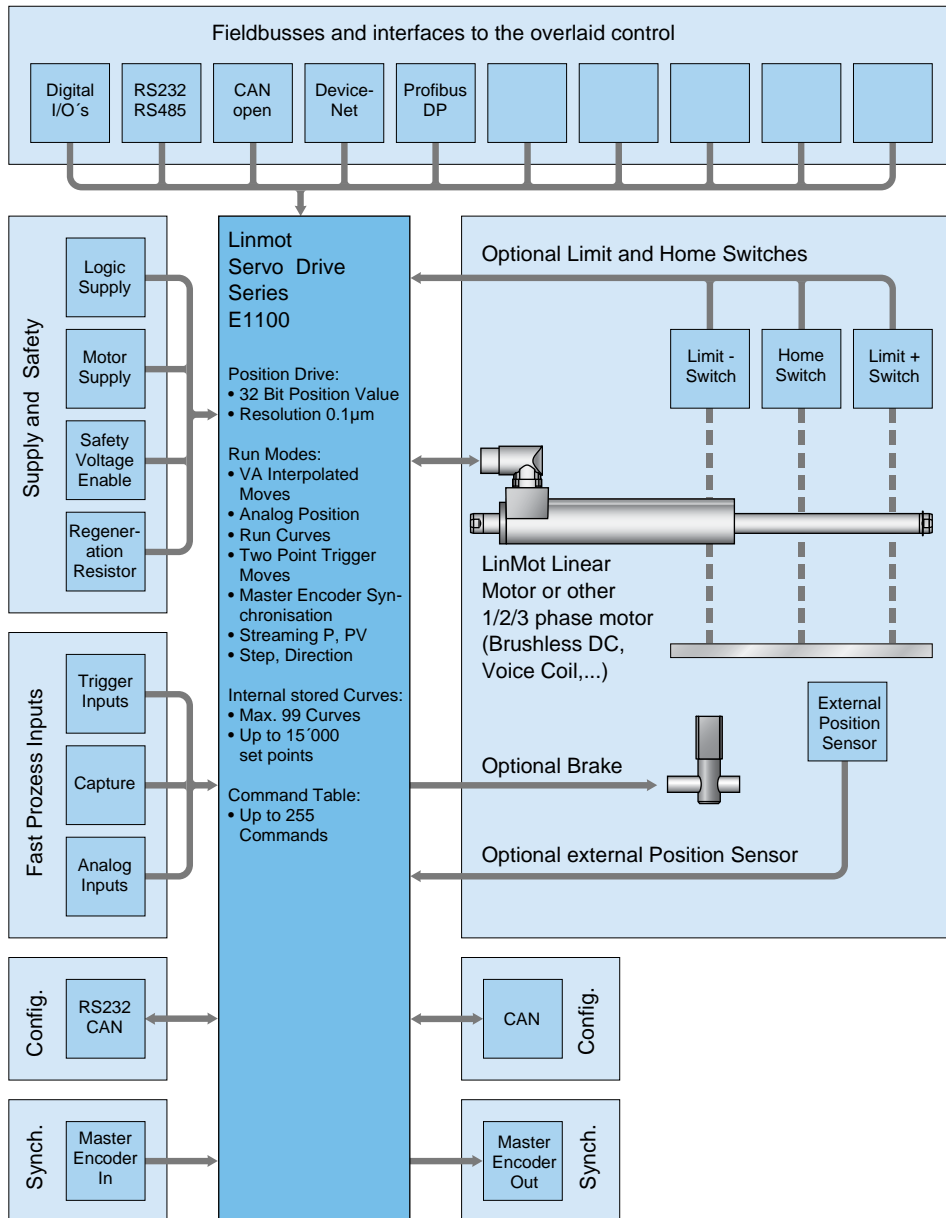 Fieldbusses and interfaces to the overlaid control
Digital
I/O´s
RS232
RS485
CAN
open
Device-
Net
Profibus
DP
Supply and Safety
Logic
Supply
Motor
Supply
Safety
Voltage
Enable
Regener-
ation
Resistor
Fast Prozess Inputs
Trigger
Inputs
Capture
Analog
Inputs
Config.
RS232
CAN
Synch.
Master
Encoder
In
Linmot
Servo Drive
Series
E1100
Position Drive:
• 32 Bit Position Value
• Resolution 0.1µm
Run Modes:
• VA Interpolated
Moves
• Analog Position
• Run Curves
• Two Point Trigger
Moves
• Master Encoder Syn-
chronisation
• Streaming P, PV
• Step, Direction
Internal stored Curves:
• Max. 99 Curves
• Up to 15´000
set points
Command Table:
• Up to 255
Commands
Optional Limit and Home Switches
Limit -
Switch
Home
Switch
Limit +
Switch
LinMot Linear
Motor or other
1/2/3 phase motor
(Brushless DC,
Voice Coil,...)
External
Position
Sensor
Optional Brake
Optional external Position Sensor
CAN
Config.
Master
Encoder
Out
Synch.